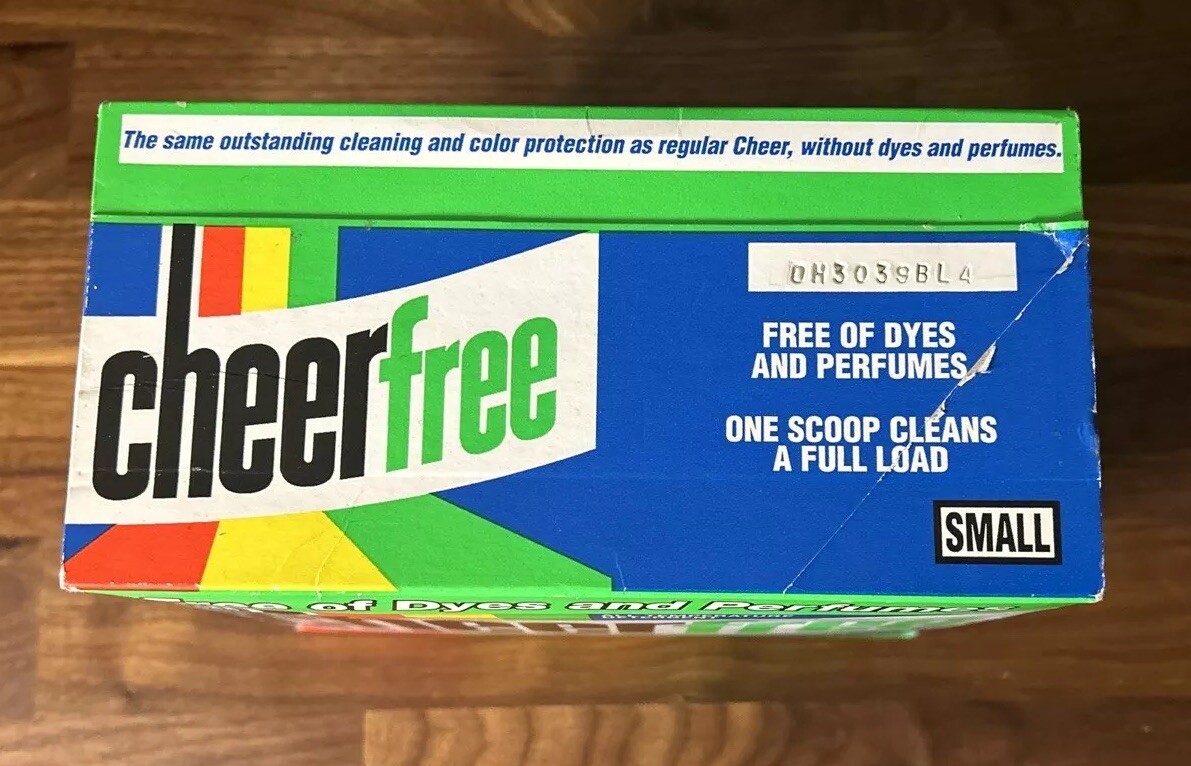 The same outstanding cleaning and color protection as regular Cheer, without dyes and perfumes.
cheerfree
0H3039BL4
FREE OF DYES
AND PERFUMES
ONE SCOOP CLEANS
A FULL LOAD
SMALL
Free of Dyes and Perfumes